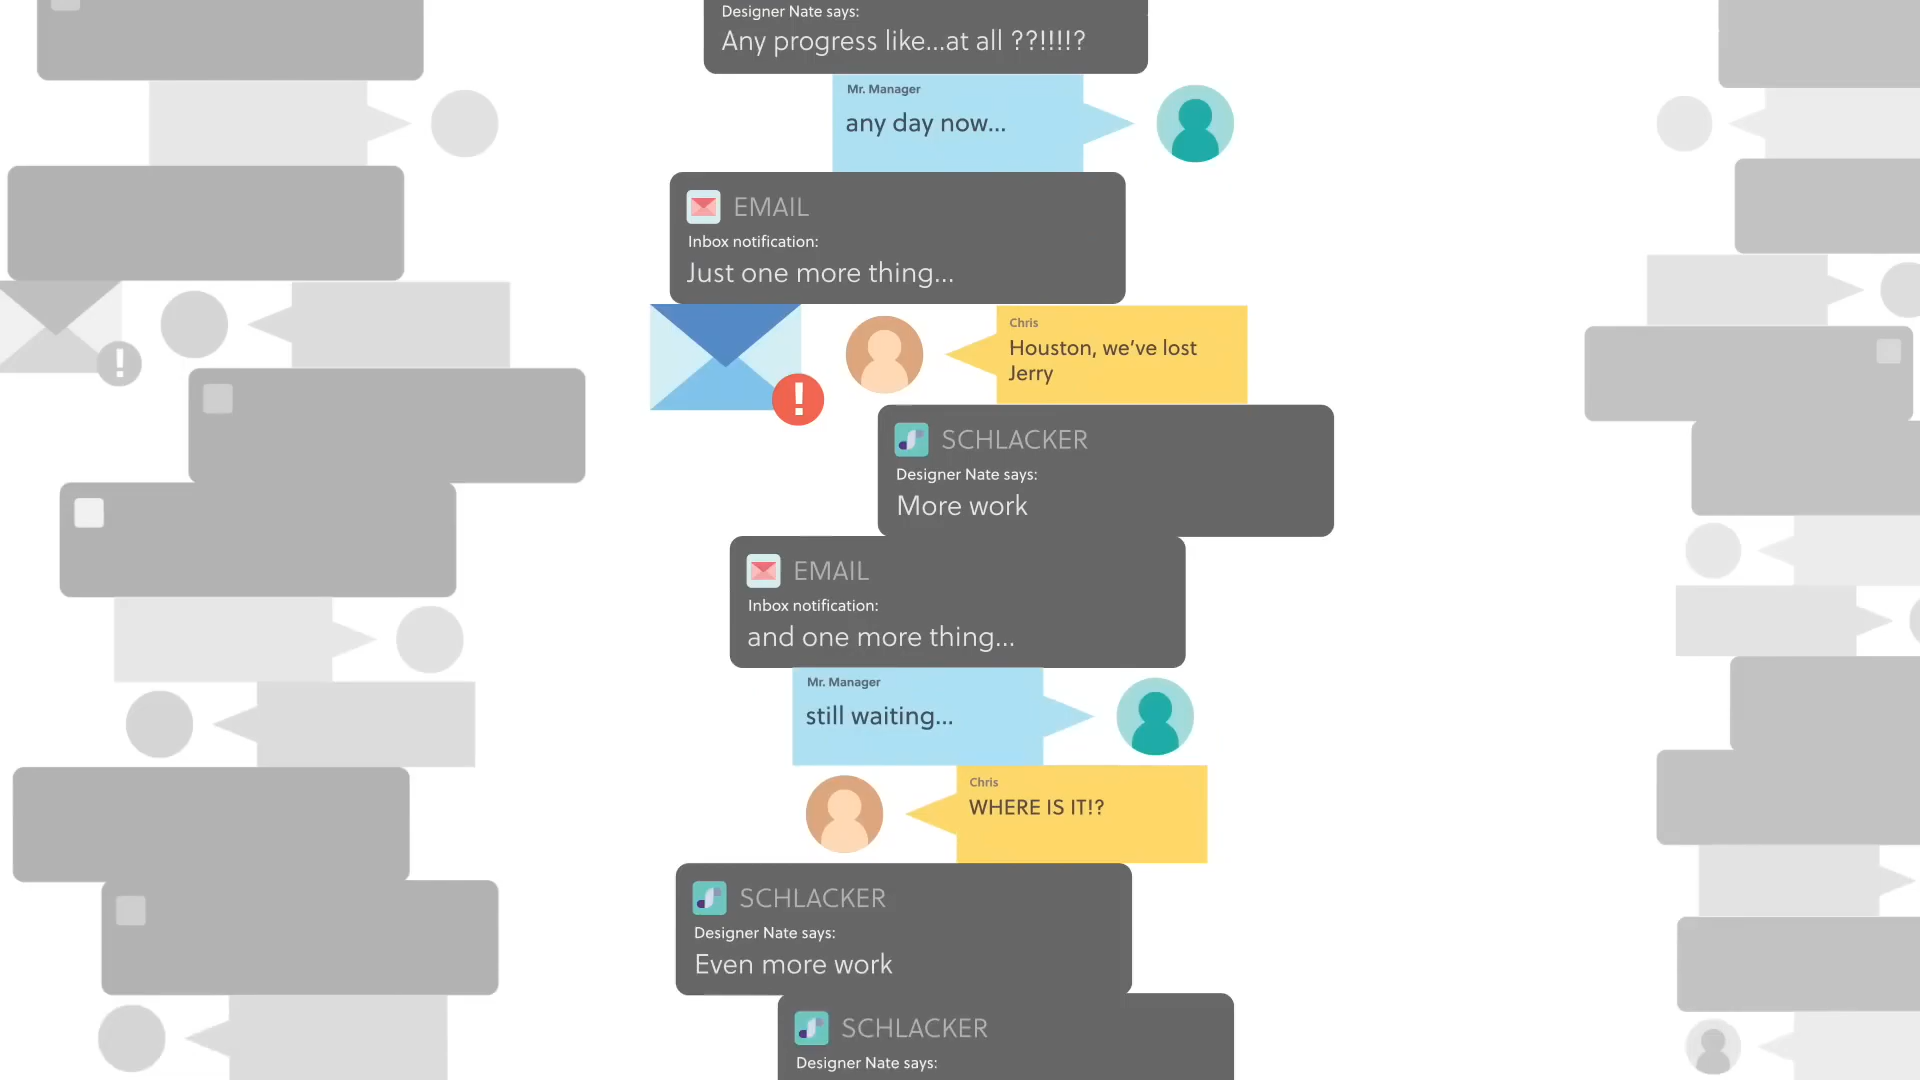 Designer Nate says:
Any progress like...at all ??!!!!?
Mr. Manager
any day now...
EMAIL
Inbox notification:
Just one more thing...
!
Chris
Houston, we’ve lost
Jerry
SCHLACKER
Designer Nate says:
More work
EMAIL
Inbox notification:
and one more thing...
Mr. Manager
still waiting...
Chris
WHERE IS IT!?
SCHLACKER
Designer Nate says:
Even more work
SCHLACKER
Designer Nate says:
!